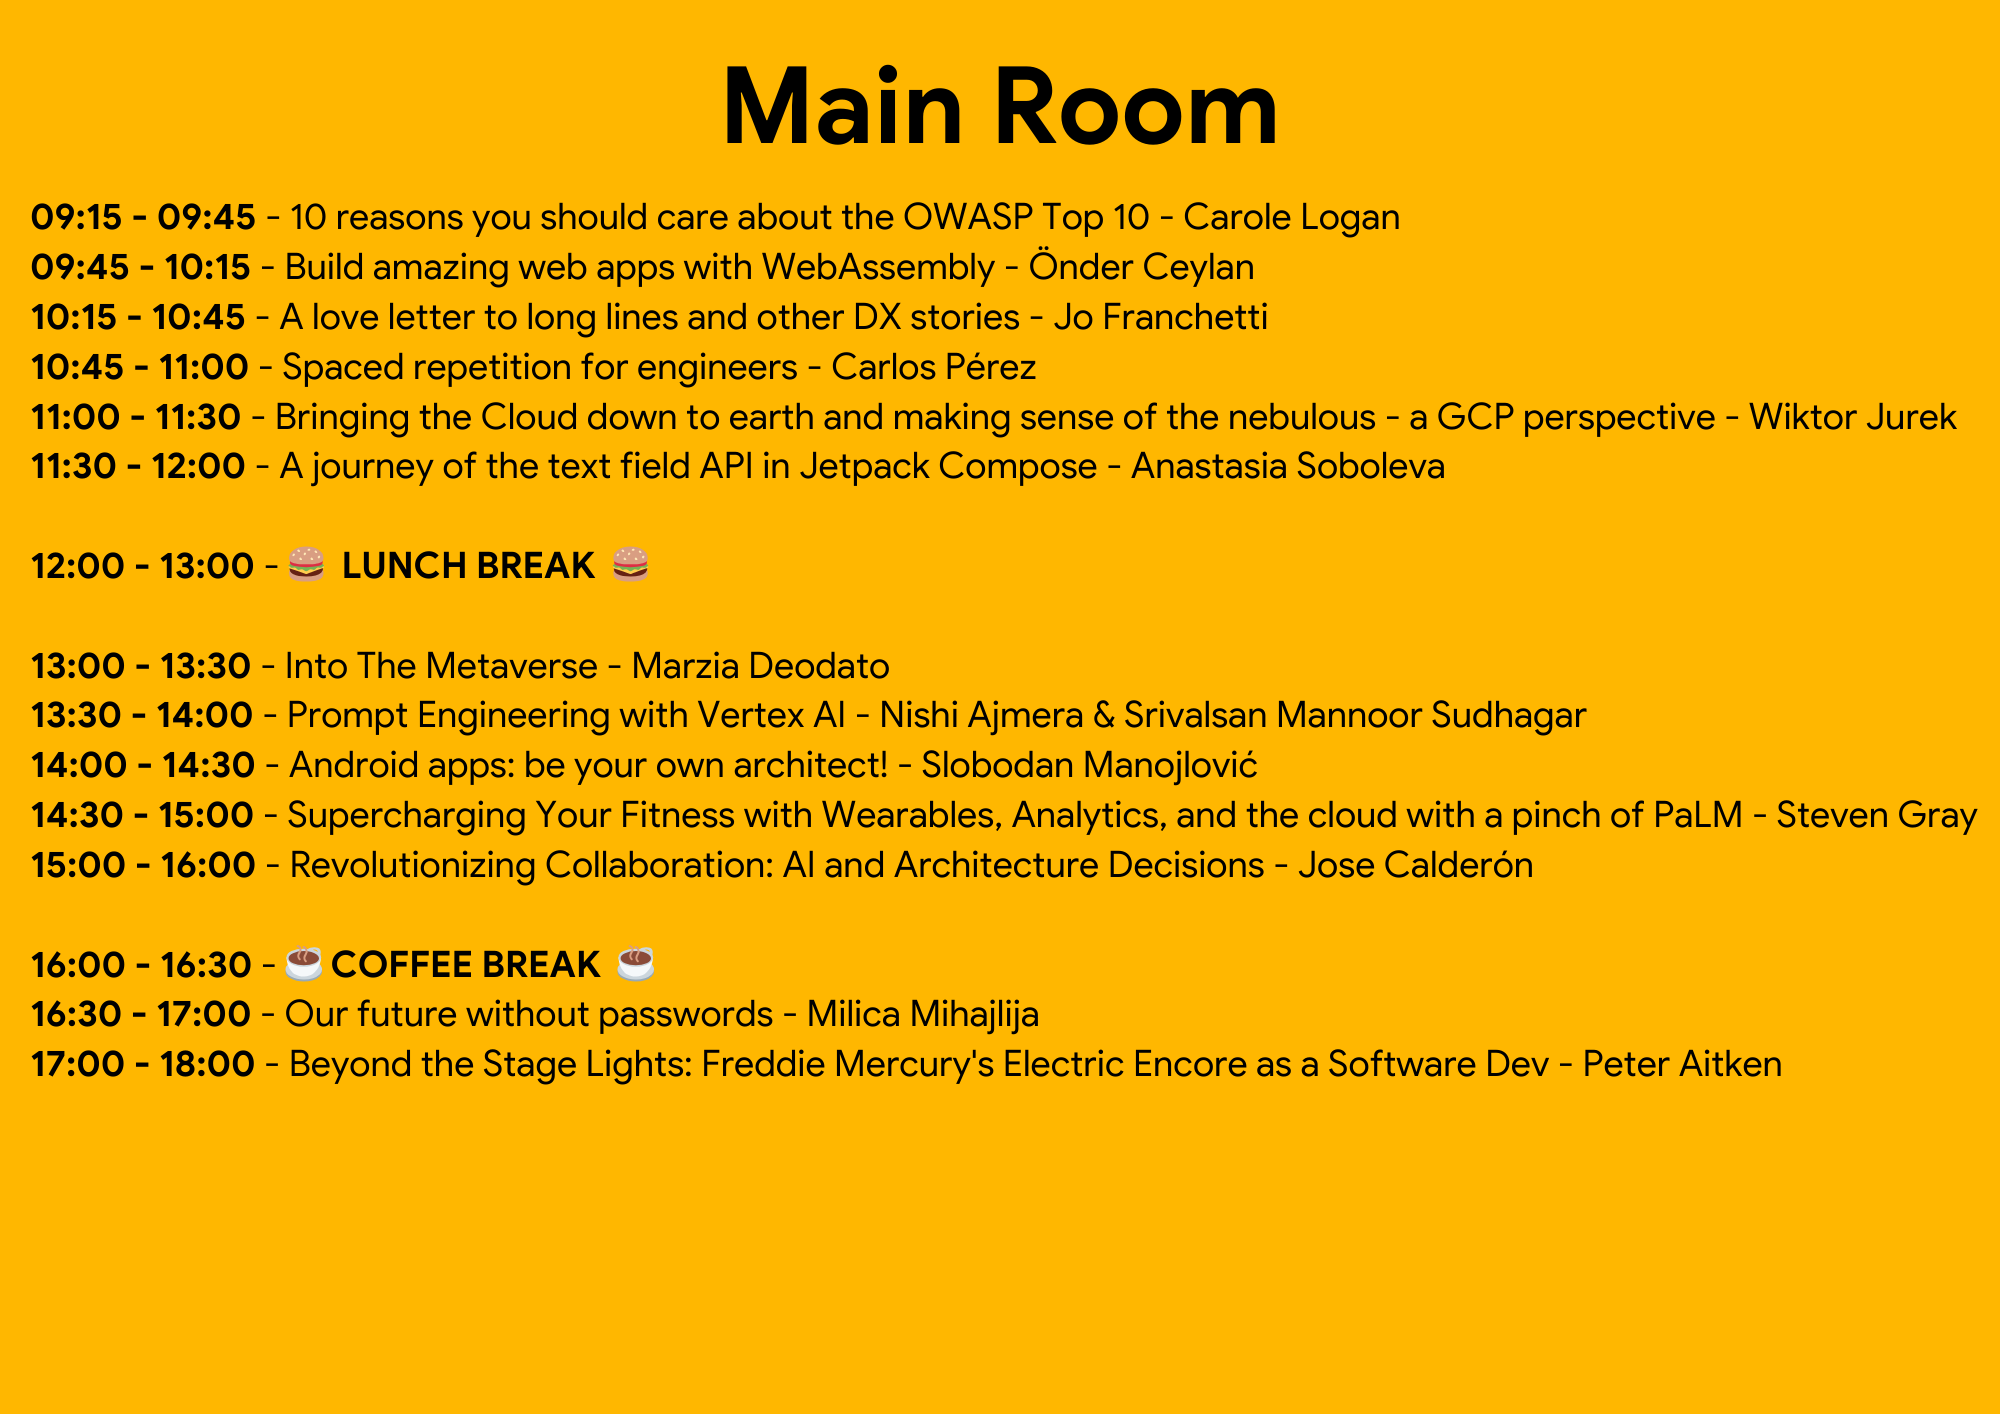 Main Room
09:15 - 09:45 - 10 reasons you should care about the OWASP Top 10 - Carole Logan
09:45 - 10:15 - Build amazing web apps with WebAssembly - Önder Ceylan
10:15 - 10:45 - A love letter to long lines and other DX stories - Jo Franchetti
10:45 - 11:00 - Spaced repetition for engineers - Carlos Pérez
11:00 - 11:30 - Bringing the Cloud down to earth and making sense of the nebulous - a GCP perspective - Wiktor Jurek
11:30 - 12:00 - A journey of the text field API in Jetpack Compose - Anastasia Soboleva
12:00 - 13:00 - 🍔 LUNCH BREAK 🍔
13:00 - 13:30 - Into The Metaverse - Marzia Deodato
13:30 - 14:00 - Prompt Engineering with Vertex AI - Nishi Ajmera & Srivalsan Mannoor Sudhagar
14:00 - 14:30 - Android apps: be your own architect! - Slobodan Manojlović
14:30 - 15:00 - Supercharging Your Fitness with Wearables, Analytics, and the cloud with a pinch of PaLM - Steven Gray
15:00 - 16:00 - Revolutionizing Collaboration: AI and Architecture Decisions - Jose Calderón
16:00 - 16:30 - ☕ COFFEE BREAK ☕
16:30 - 17:00 - Our future without passwords - Milica Mihajlija
17:00 - 18:00 - Beyond the Stage Lights: Freddie Mercury's Electric Encore as a Software Dev - Peter Aitken